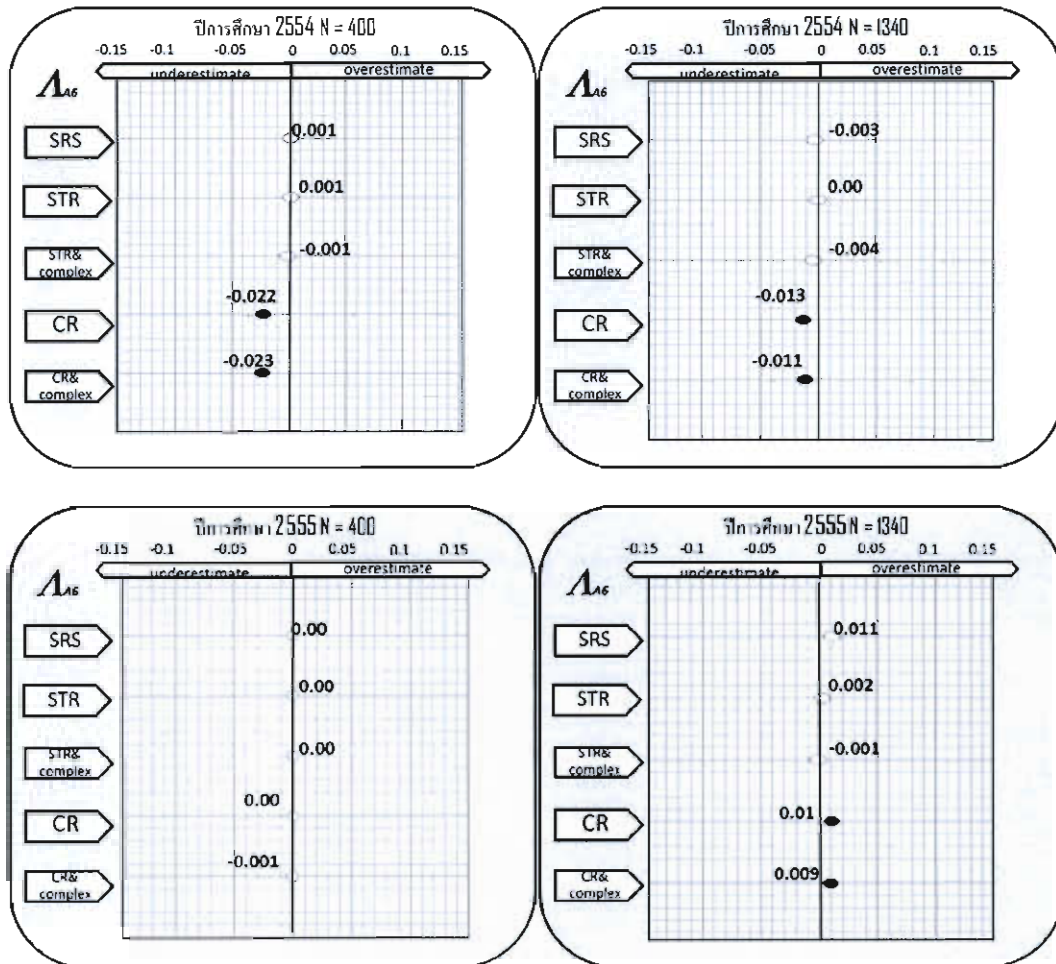 ปีการศึกษา 2554 N = 400
-0.15 -0.1 -0.05 0 0.05 0.1 0.15
underestimate overestimate
Λ_A6
SRS 0.001
STR 0.001
STR& complex -0.001
CR -0.022
CR& complex -0.023
ปีการศึกษา 2554 N = 1340
-0.15 -0.1 -0.05 0 0.05 0.1 0.15
underestimate overestimate
Λ_A6
SRS -0.003
STR 0.00
STR& complex -0.004
CR -0.013
CR& complex -0.011
ปีการศึกษา 2555 N = 400
-0.15 -0.1 -0.05 0 0.05 0.1 0.15
underestimate overestimate
Λ_A6
SRS 0.00
STR 0.00
STR& complex 0.00
CR 0.00
CR& complex -0.001
ปีการศึกษา 2555 N = 1340
-0.15 -0.1 -0.05 0 0.05 0.1 0.15
underestimate overestimate
Λ_A6
SRS 0.011
STR 0.002
STR& complex -0.001
CR 0.01
CR& complex 0.009